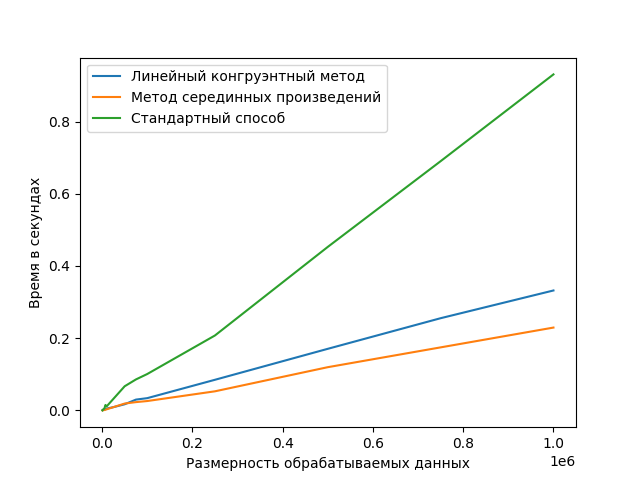 Линейный конгруэнтный метод
Метод серединных произведений
Стандартный способ
0.8
0.6
0.4
0.2
0.0
Время в секундах
0.0 0.2 0.4 0.6 0.8 1.0
1e6
Размерность обрабатываемых данных